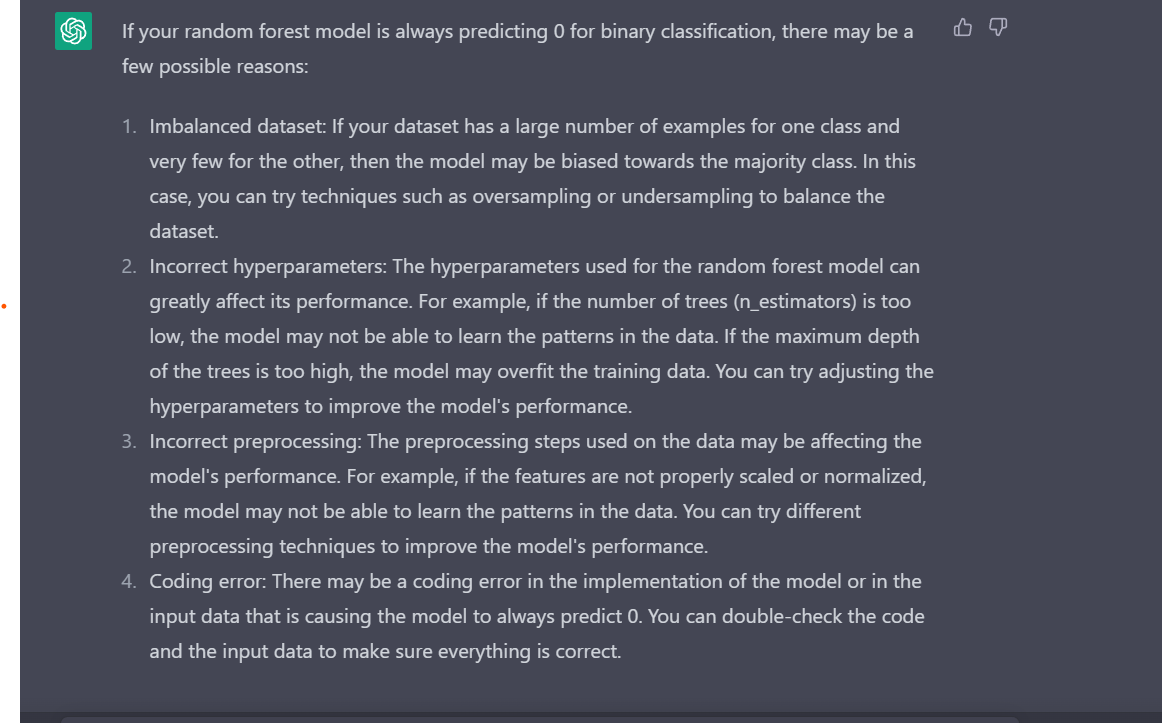 If your random forest model is always predicting 0 for binary classification, there may be a
few possible reasons:
1. Imbalanced dataset: If your dataset has a large number of examples for one class and
very few for the other, then the model may be biased towards the majority class. In this
case, you can try techniques such as oversampling or undersampling to balance the
dataset.
2. Incorrect hyperparameters: The hyperparameters used for the random forest model can
greatly affect its performance. For example, if the number of trees (n_estimators) is too
low, the model may not be able to learn the patterns in the data. If the maximum depth
of the trees is too high, the model may overfit the training data. You can try adjusting the
hyperparameters to improve the model's performance.
3. Incorrect preprocessing: The preprocessing steps used on the data may be affecting the
model's performance. For example, if the features are not properly scaled or normalized,
the model may not be able to learn the patterns in the data. You can try different
preprocessing techniques to improve the model's performance.
4. Coding error: There may be a coding error in the implementation of the model or in the
input data that is causing the model to always predict 0. You can double-check the code
and the input data to make sure everything is correct.